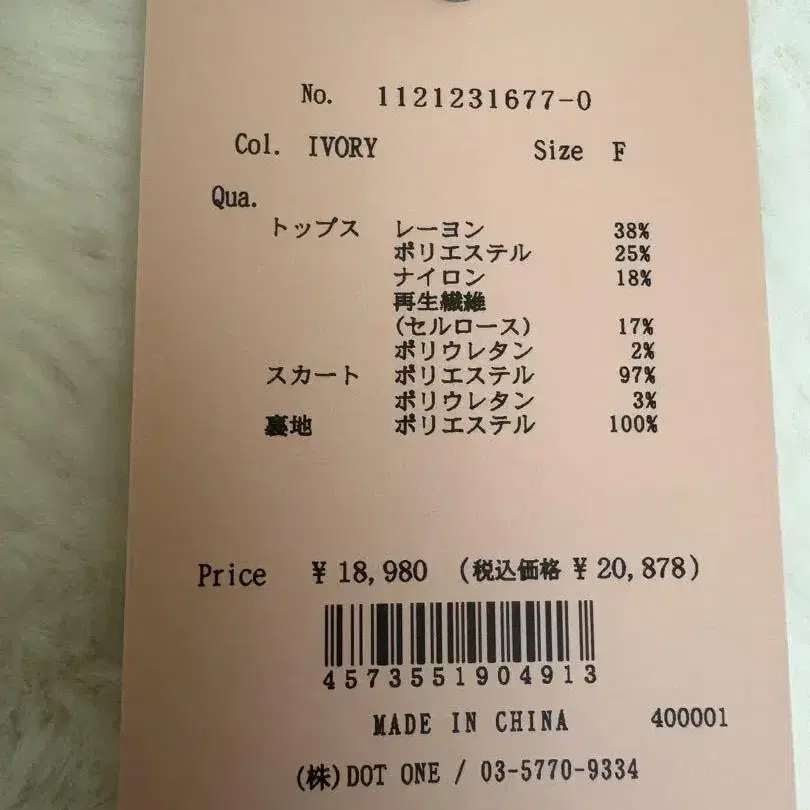 No. 1121231677-0
Col. IVORY Size F
Qua.
トップス レーヨン 38%
ポリエステル 25%
ナイロン 18%
再生繊維
(セルロース) 17%
ポリウレタン 2%
スカート ポリエステル 97%
ポリウレタン 3%
裏地 ポリエステル 100%
Price ¥18,980 (税込価格 ¥20,878)
4573551904913
MADE IN CHINA 400001
(株)DOT ONE / 03-5770-9334